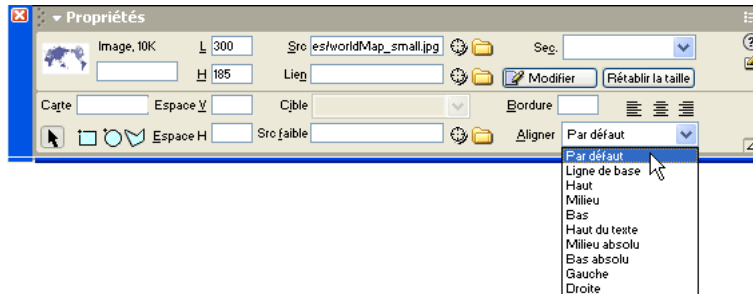 Propriétés
Image, 10K L 300 Src es/worldMap_small.jpg Sec.
H 185 Lien Modifier Rétablir la taille
Carte Espace V Cible Bordure
Espace H Src faible Aligner Par défaut
Par défaut
Ligne de base
Haut
Milieu
Bas
Haut du texte
Milieu absolu
Bas absolu
Gauche
Droite